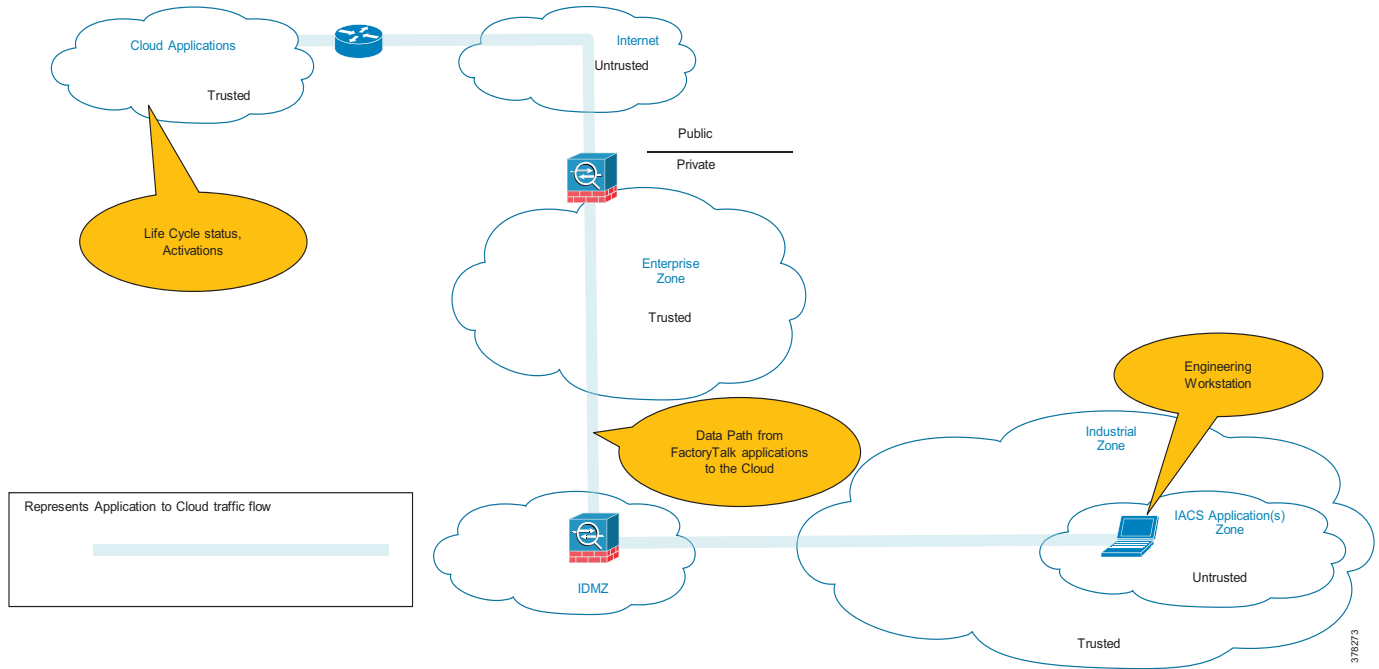 Cloud Applications
Trusted
Internet
Untrusted
Public
Private
Life Cycle status,
Activations
Enterprise
Zone
Trusted
Engineering
Workstation
Data Path from
FactoryTalk applications
to the Cloud
Industrial
Zone
Represents Application to Cloud traffic flow
IACS Application(s)
Zone
Untrusted
IDMZ
Trusted
378273